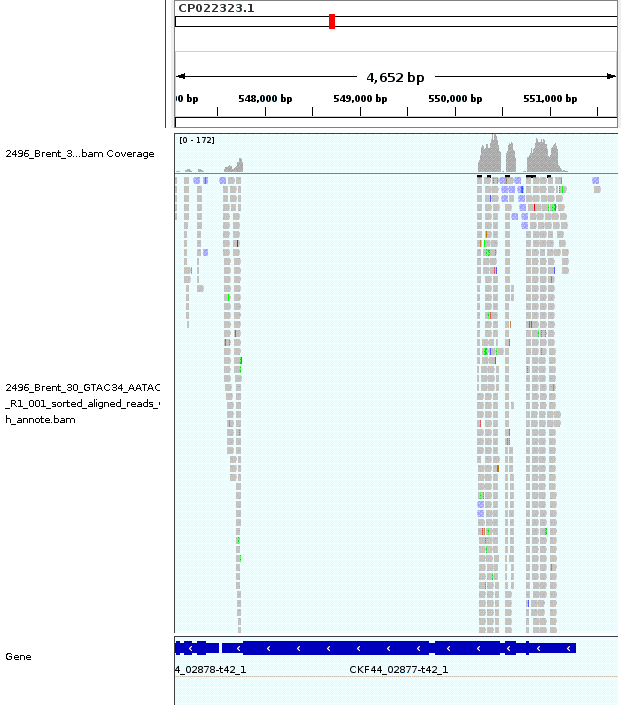 CP022323.1
4,652 bp
00 bp 548,000 bp 549,000 bp 550,000 bp 551,000 bp
[0 - 172]
2496_Brent_3...bam Coverage
2496_Brent_30_GTAC34_AATAC
_R1_001_sorted_aligned_reads_
h_annote.bam
Gene
4_02878-t42_1 CKF44_02877-t42_1